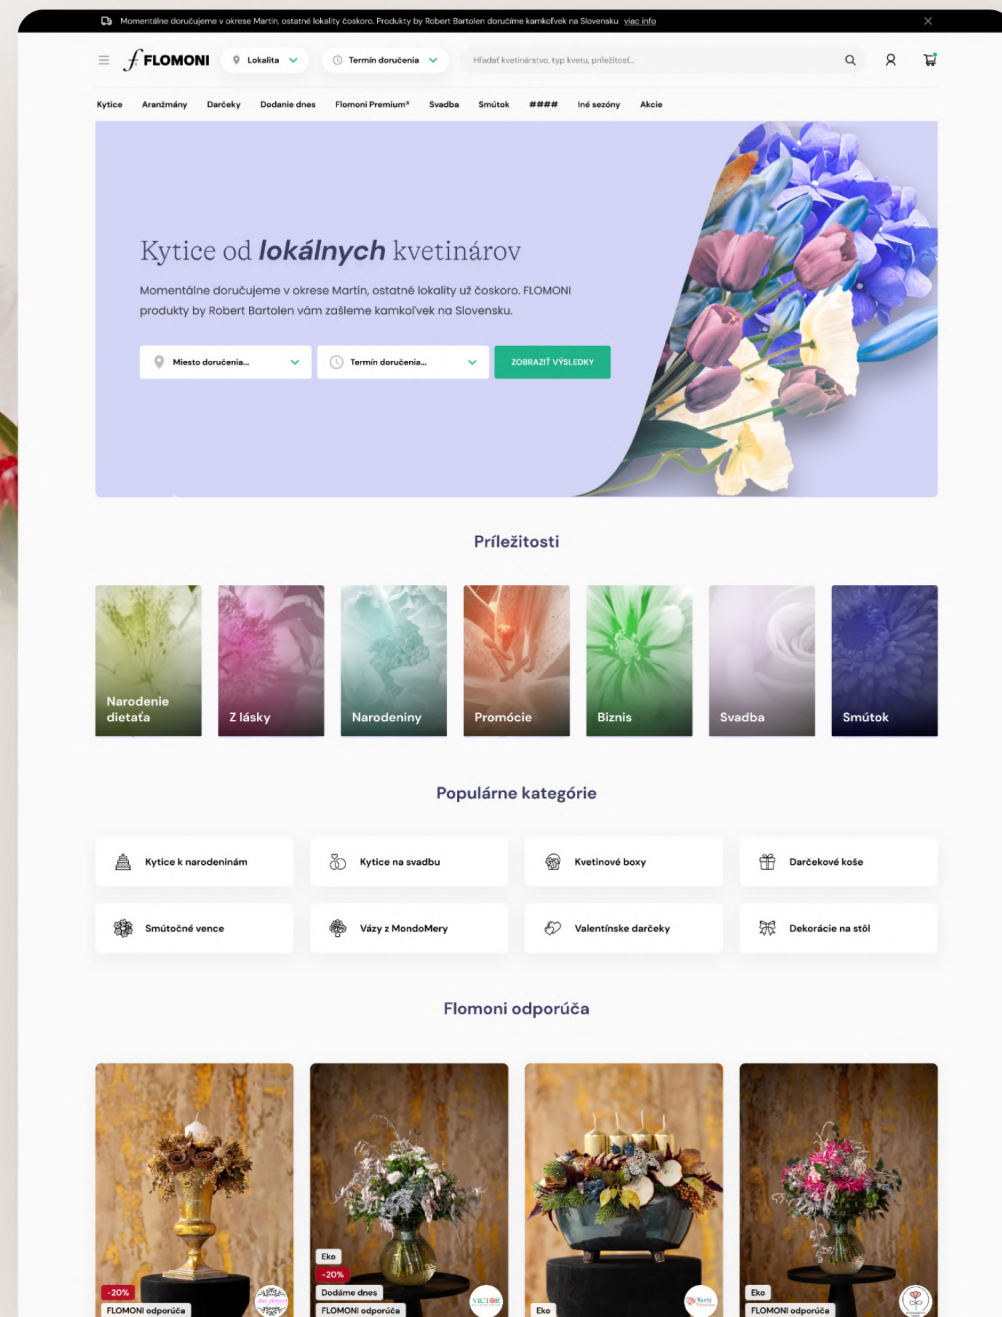 Momentálne doručujeme v okrese Martin, ostatné lokality čoskoro. Produkty by Robert Bartolen doručíme kamkoľvek na Slovensku viac info
FLOMONI
Lokalita
Termín doručenia
Hľadať kvetinárstvo, typ kvetu, príležitosť...
Kytice Aranžmány Darčeky Dodanie dnes Flomoni Premium® Svadba Smútok #### Iné sezóny Akcie
Kytice od lokálnych kvetinárov
Momentálne doručujeme v okrese Martin, ostatné lokality už čoskoro. FLOMONI
produkty by Robert Bartolen vám zašleme kamkoľvek na Slovensku.
Miesto doručenia...
Termín doručenia...
ZOBRAZIŤ VÝSLEDKY
Príležitosti
Narodenie
dietaťa
Z lásky
Narodeniny
Promócie
Biznis
Svadba
Smútok
Populárne kategórie
Kytice k narodeninám
Kytice na svadbu
Kvetinové boxy
Darčekové koše
Smútočné vence
Vázy z MondoMery
Valentínske darčeky
Dekorácie na stôl
Flomoni odporúča
-20%
FLOMONI odporúča
Eko
-20%
Dodáme dnes
FLOMONI odporúča
VICTOR
Eko
Eko
FLOMONI odporúča